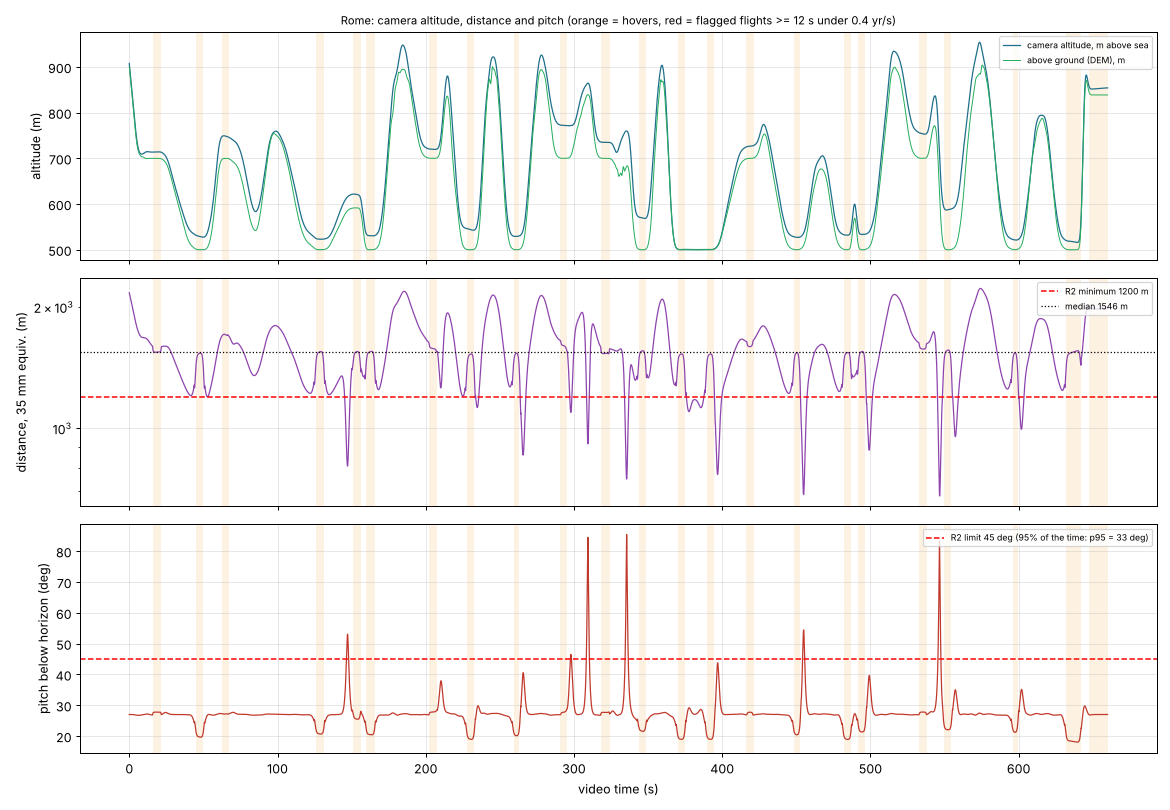 Rome: camera altitude, distance and pitch (orange = hovers, red = flagged flights >= 12 s under 0.4 yr/s)
camera altitude, m above sea
above ground (DEM), m
altitude (m)
900
800
700
600
500
R2 minimum 1200 m
median 1546 m
distance, 35 mm equiv. (m)
2 × 10³
10³
R2 limit 45 deg (95% of the time: p95 = 33 deg)
pitch below horizon (deg)
80
70
60
50
40
30
20
0 100 200 300 400 500 600
video time (s)